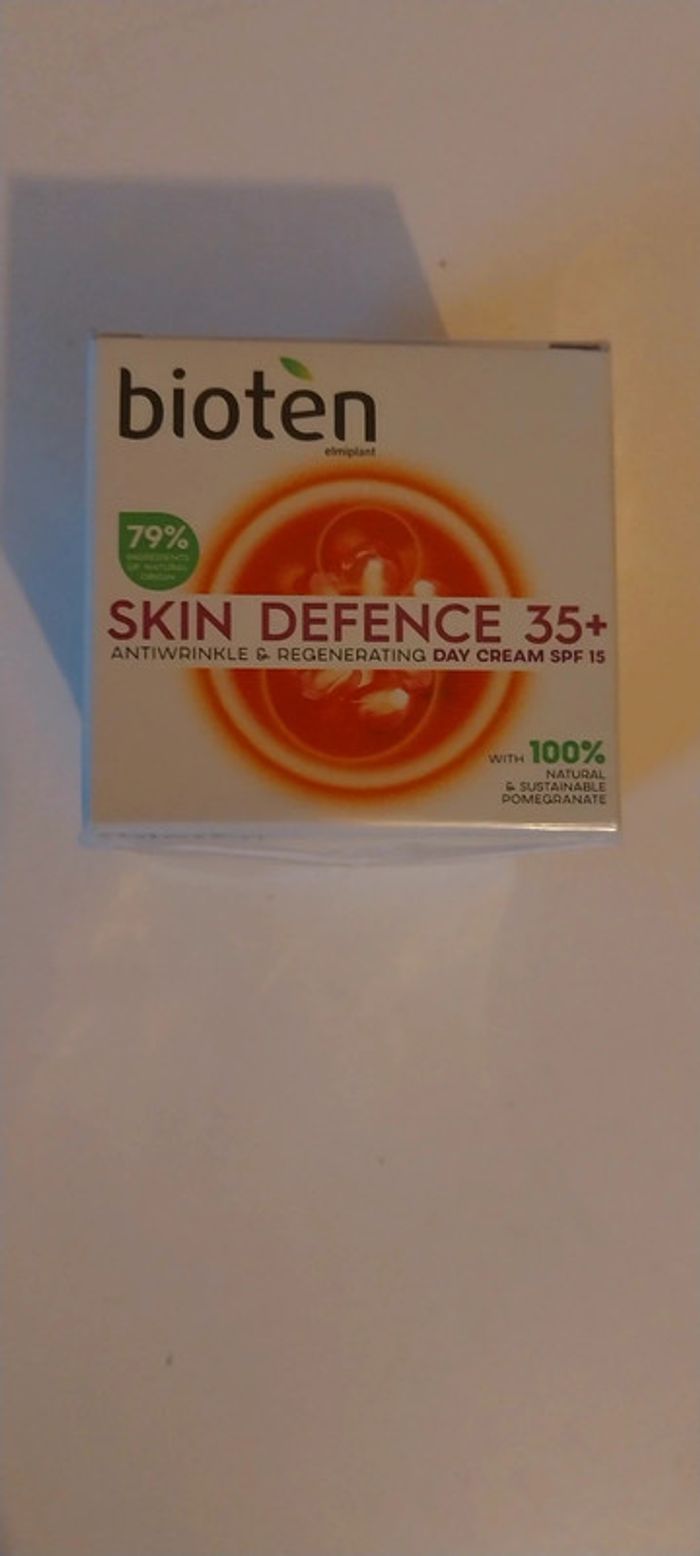 biotèn
elmiplant
79%
INGREDIENTS
OF NATURAL
ORIGIN
SKIN DEFENCE 35+
ANTIWRINKLE & REGENERATING DAY CREAM SPF 15
WITH 100%
NATURAL
& SUSTAINABLE
POMEGRANATE